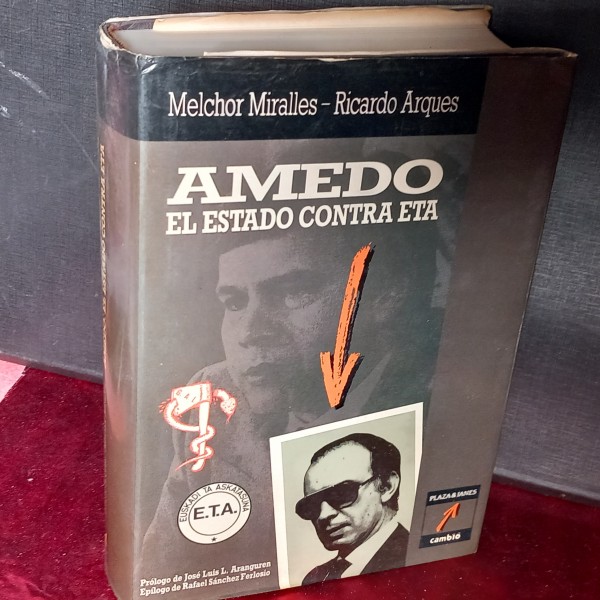 Melchor Miralles – Ricardo Arques
AMEDO
EL ESTADO CONTRA ETA
EUSKADI TA ASKATASUNA
E.T.A.
PLAZA & JANES
cambió
Prólogo de José Luis L. Aranguren
Epílogo de Rafael Sánchez Ferlosio